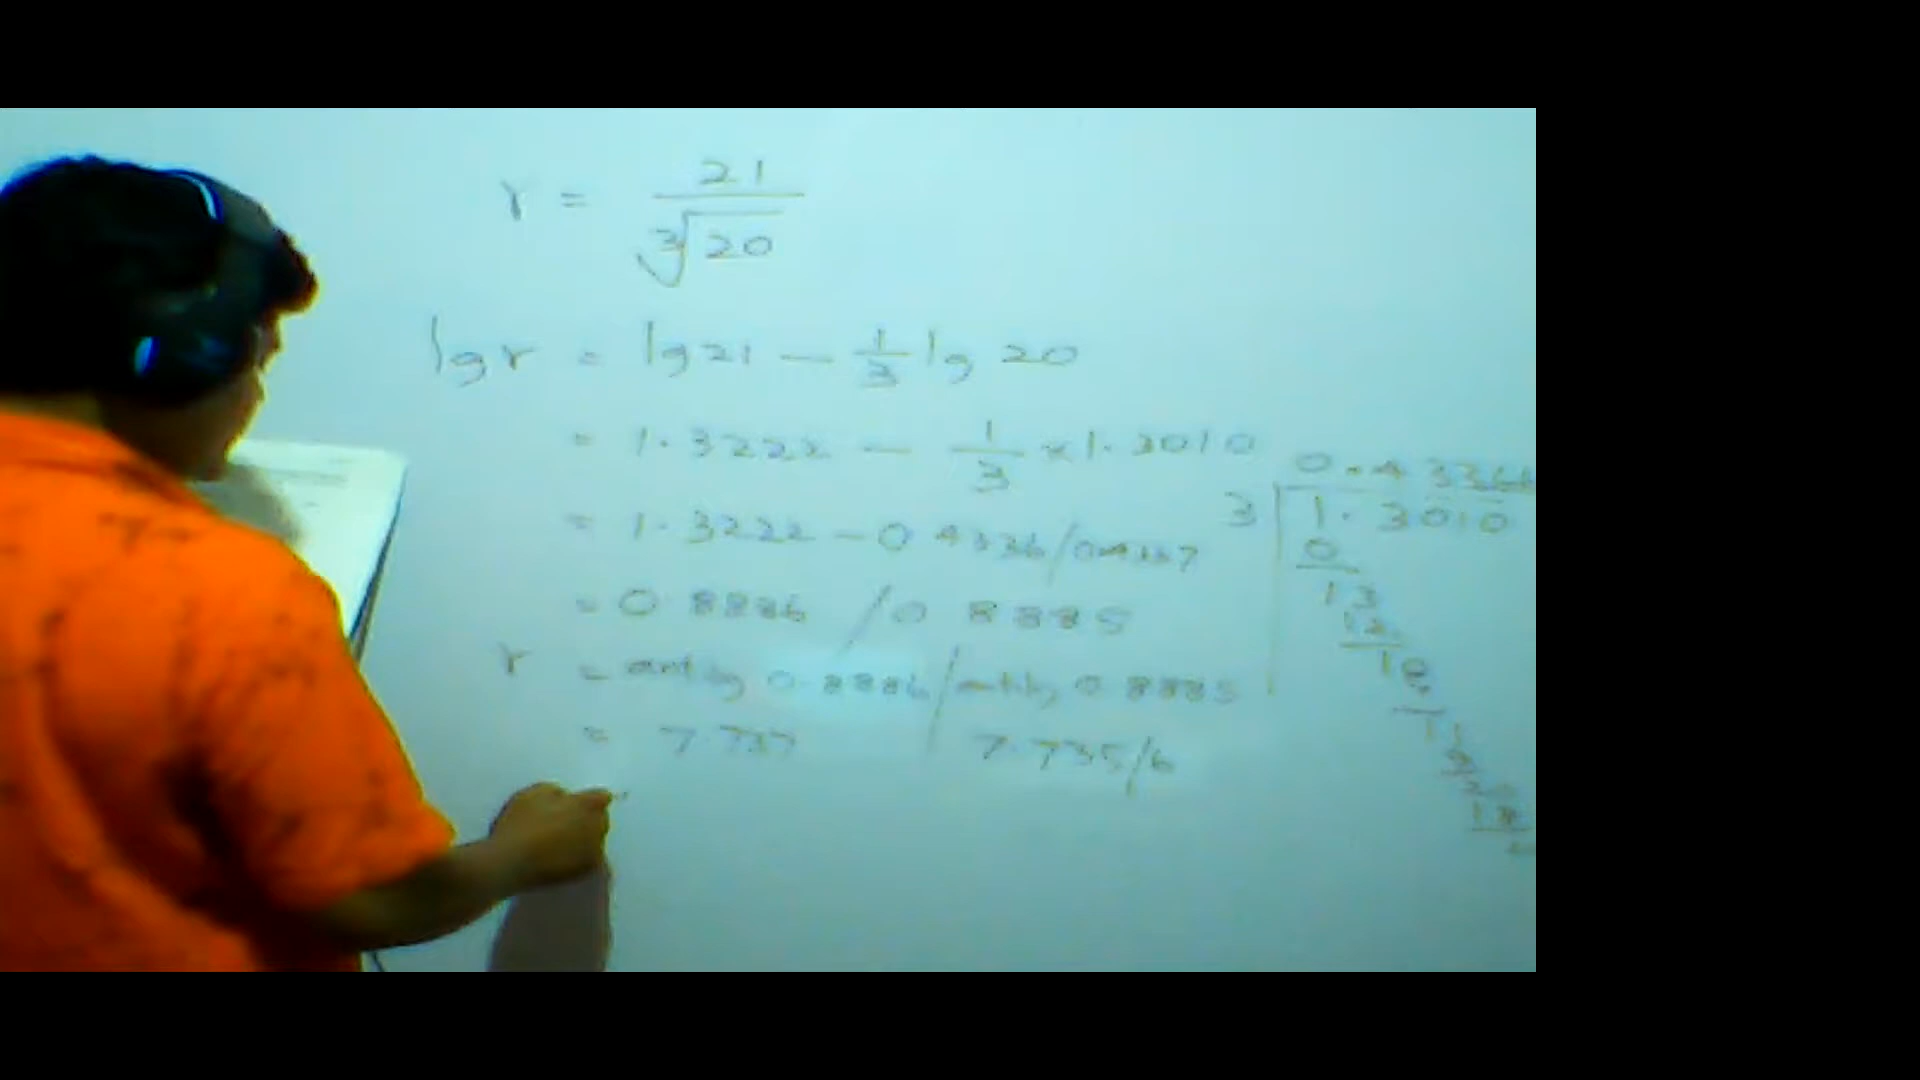 r = 21 / ∛20
lg r = lg 21 − 1/3 lg 20
= 1.3222 − 1/3 × 1.3010
= 1.3222 − 0.4336 / 0.4337
= 0.8886 / 0.8885
r = antilg 0.8886 / antilg 0.8885
= 7.737 / 7.735/6
0.4336
3 1.3010
0
13
12
10